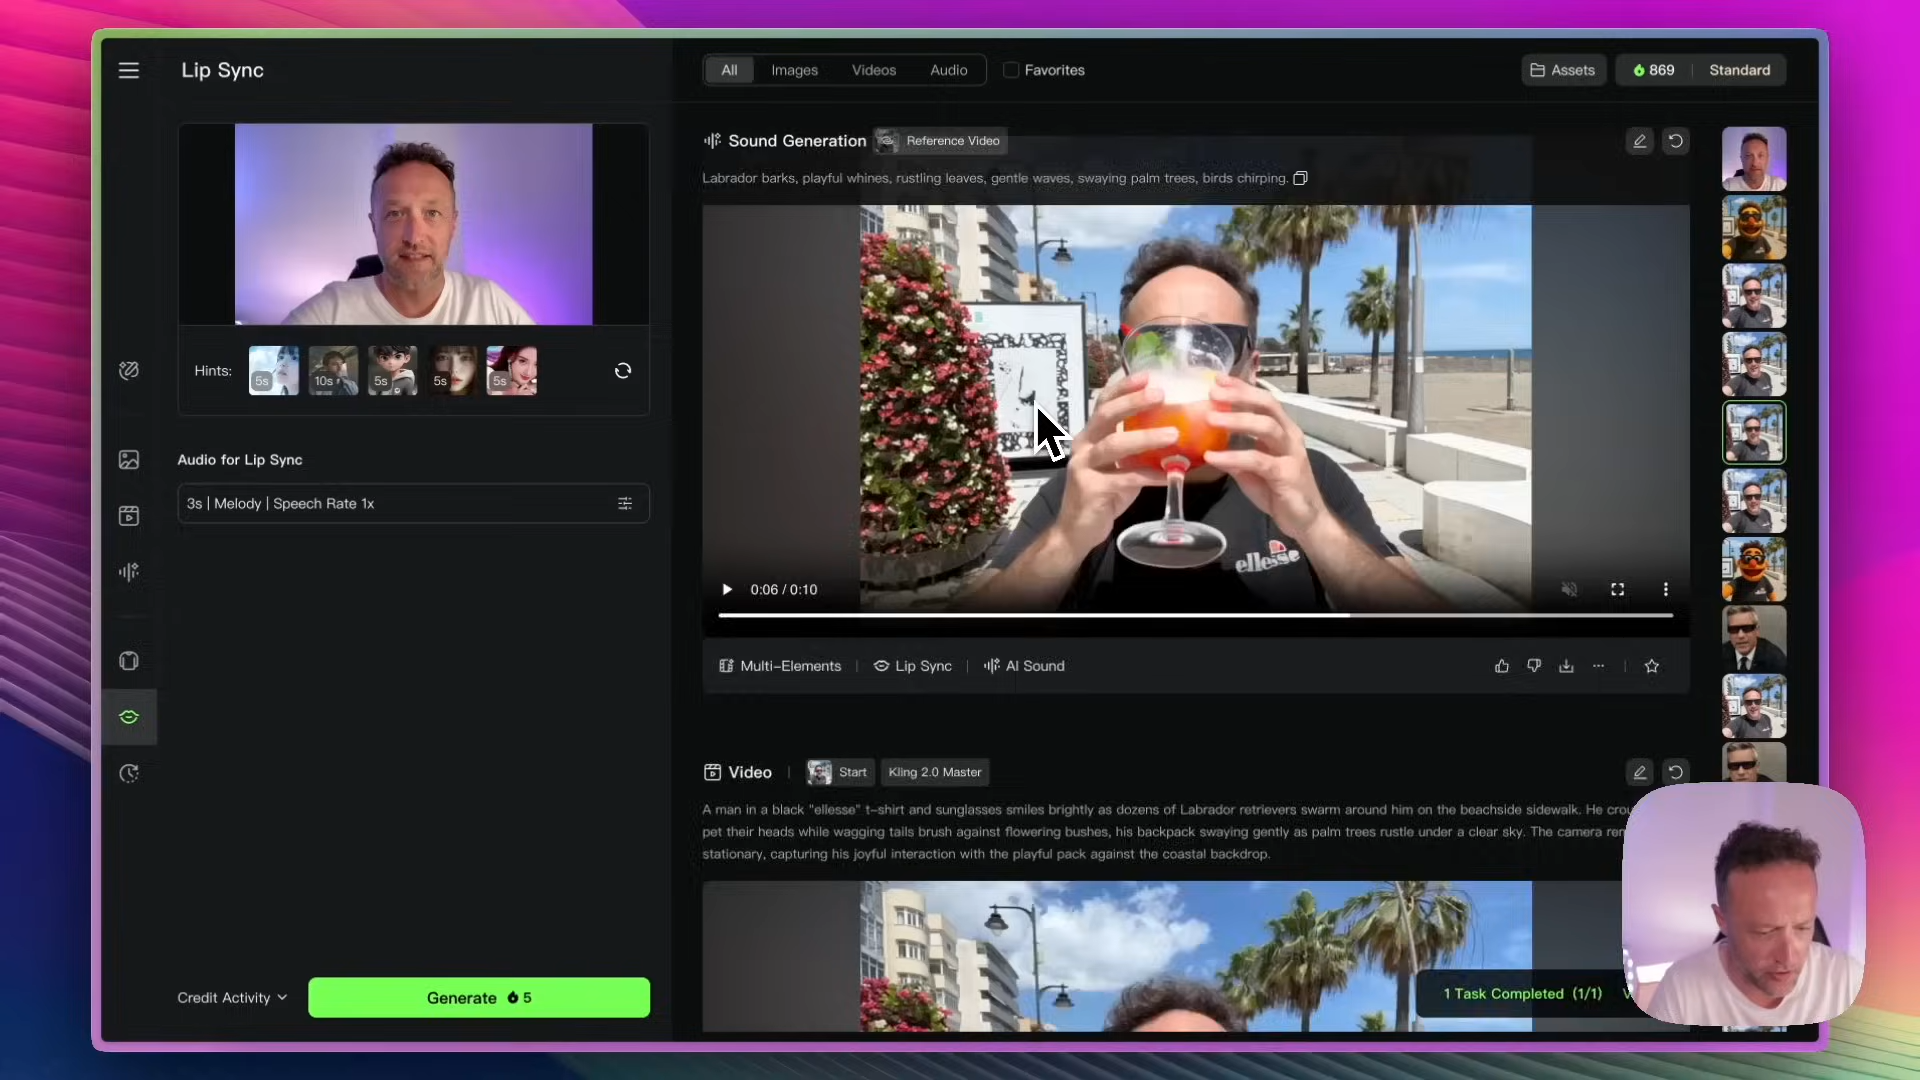 Lip Sync
All
Images
Videos
Audio
Favorites
Assets
869
Standard
Sound Generation
Reference Video
Labrador barks, playful whines, rustling leaves, gentle waves, swaying palm trees, birds chirping.
Hints:
5s
10s
5s
5s
5s
Audio for Lip Sync
3s | Melody | Speech Rate 1x
ellesse
0:06 / 0:10
Multi-Elements
Lip Sync
AI Sound
Video
Start
Kling 2.0 Master
A man in a black "ellesse" t-shirt and sunglasses smiles brightly as dozens of Labrador retrievers swarm around him on the beachside sidewalk. He
pet their heads while wagging tails brush against flowering bushes, his backpack swaying gently as palm trees rustle under a clear sky. The camera
stationary, capturing his joyful interaction with the playful pack against the coastal backdrop.
1 Task Completed (1/1)
Credit Activity
Generate 5